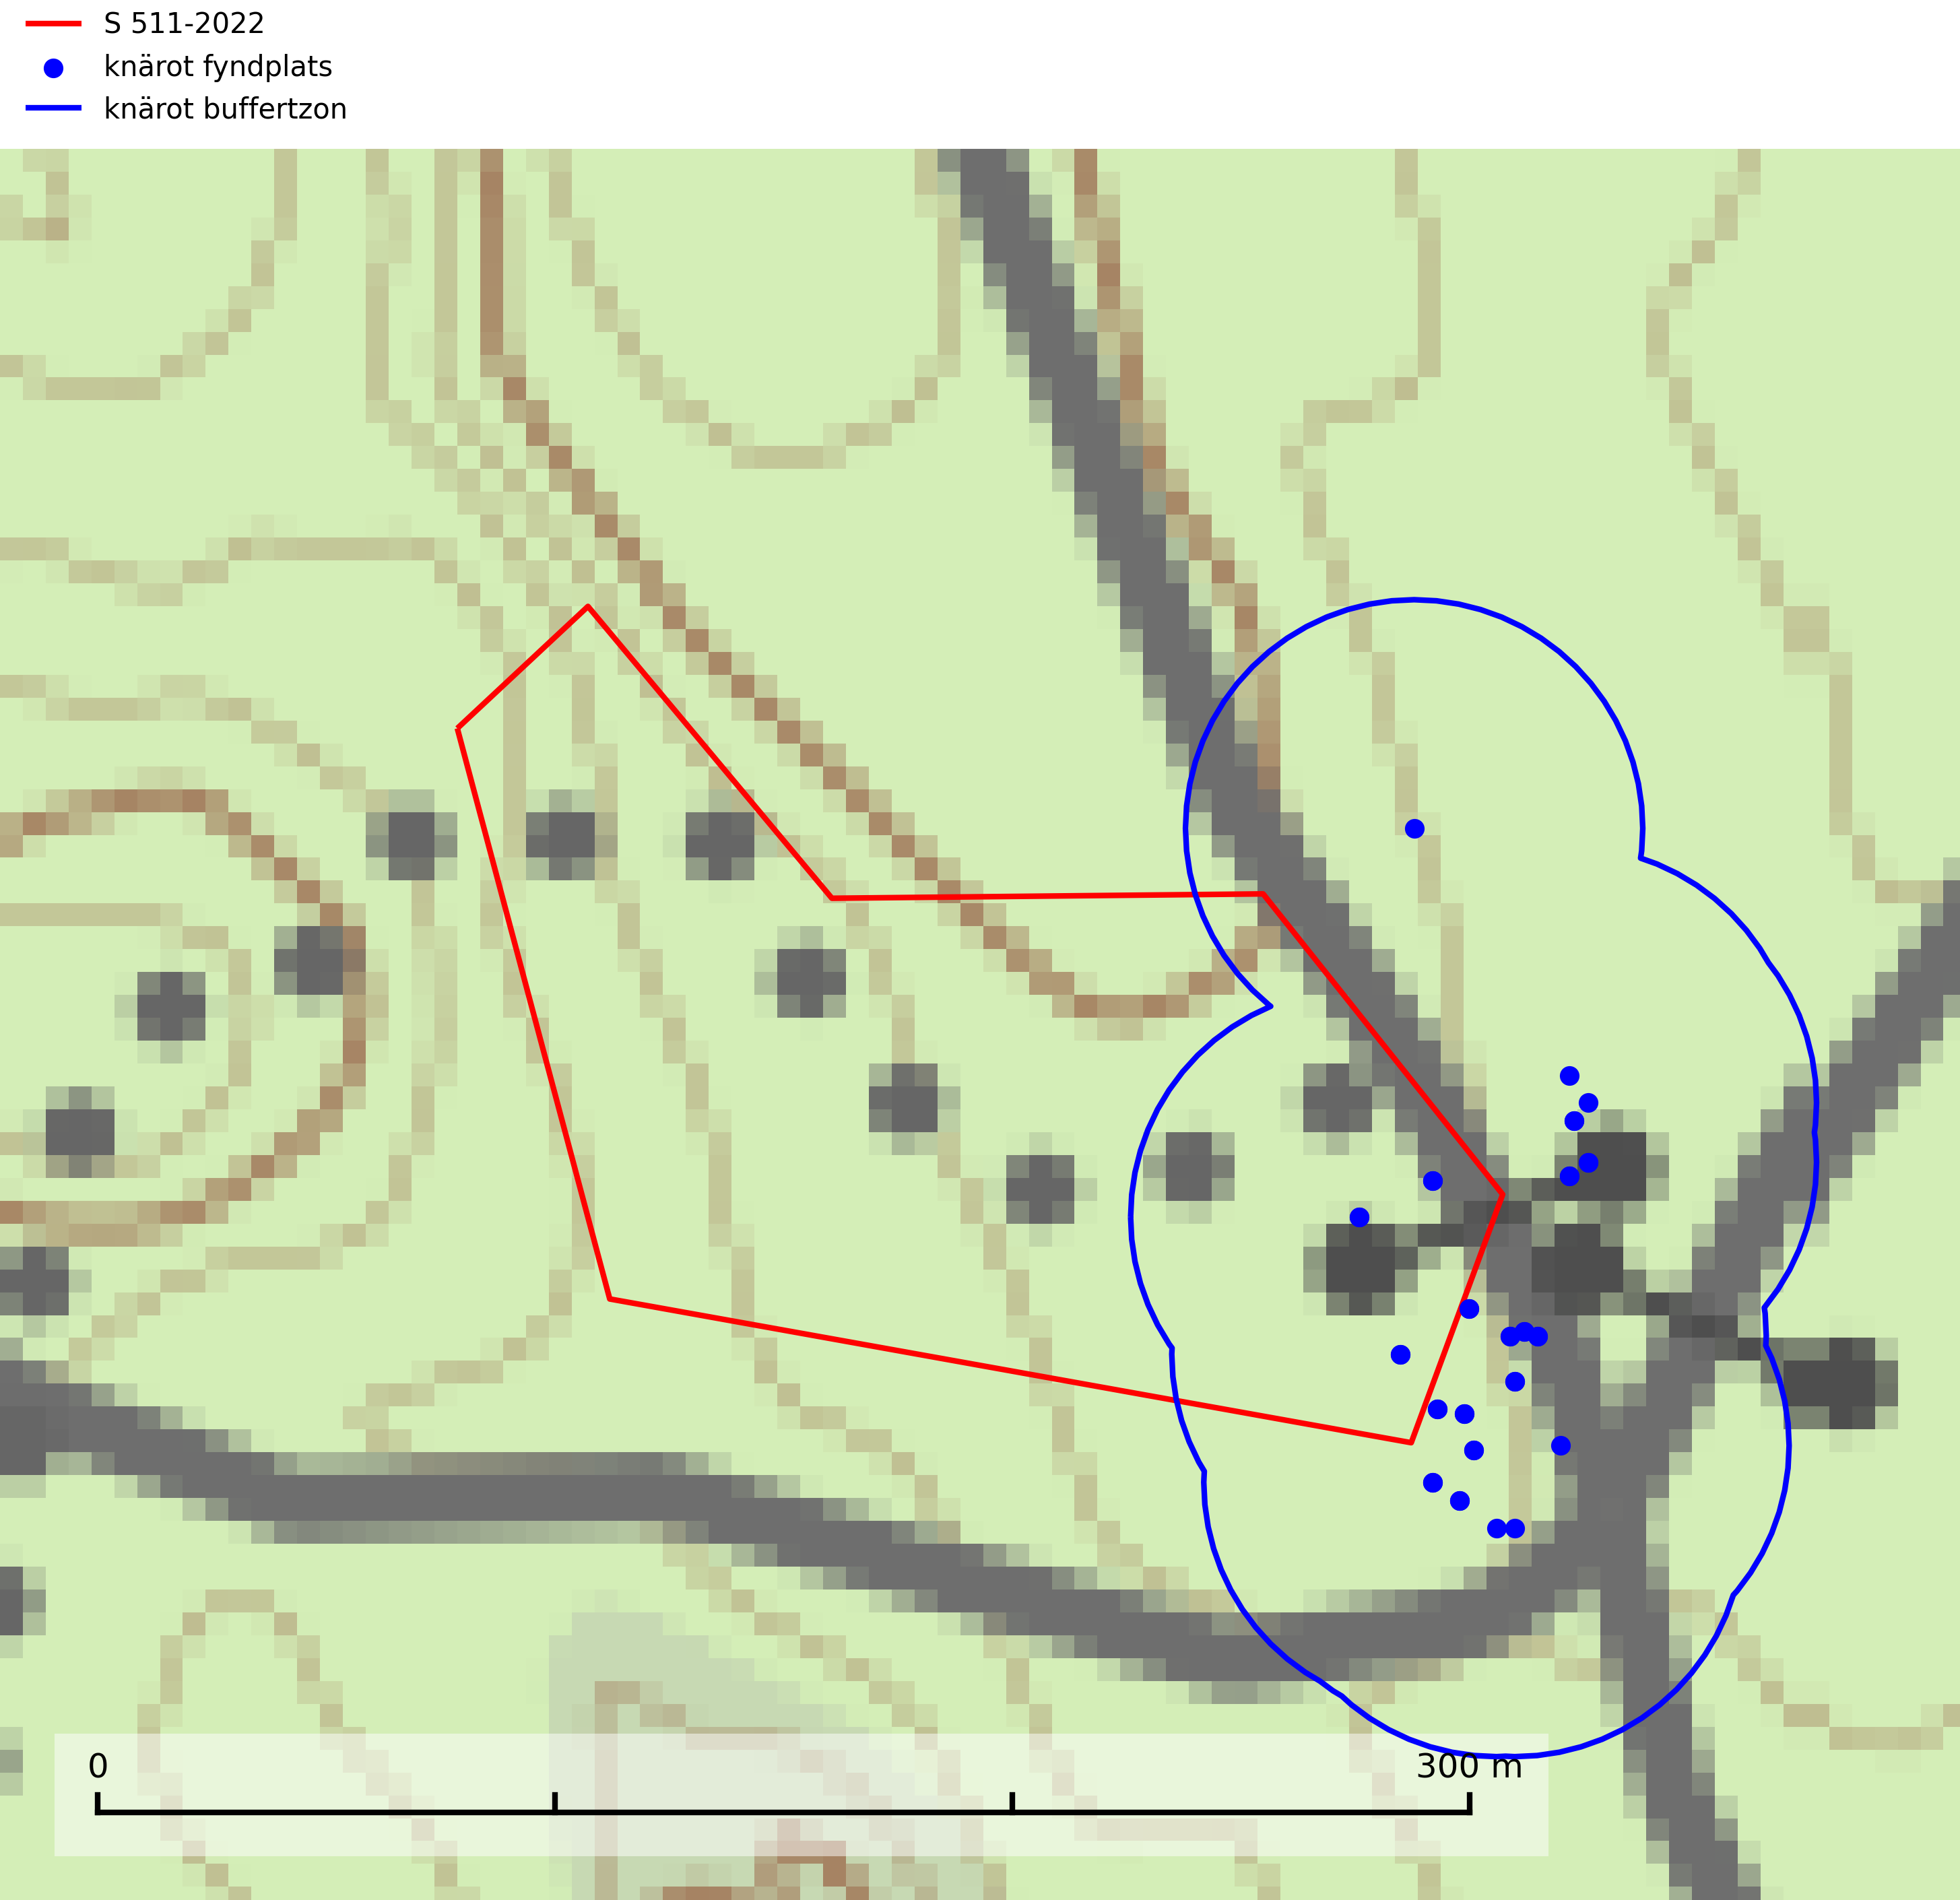 S 511-2022
knärot fyndplats
knärot buffertzon
0
300 m